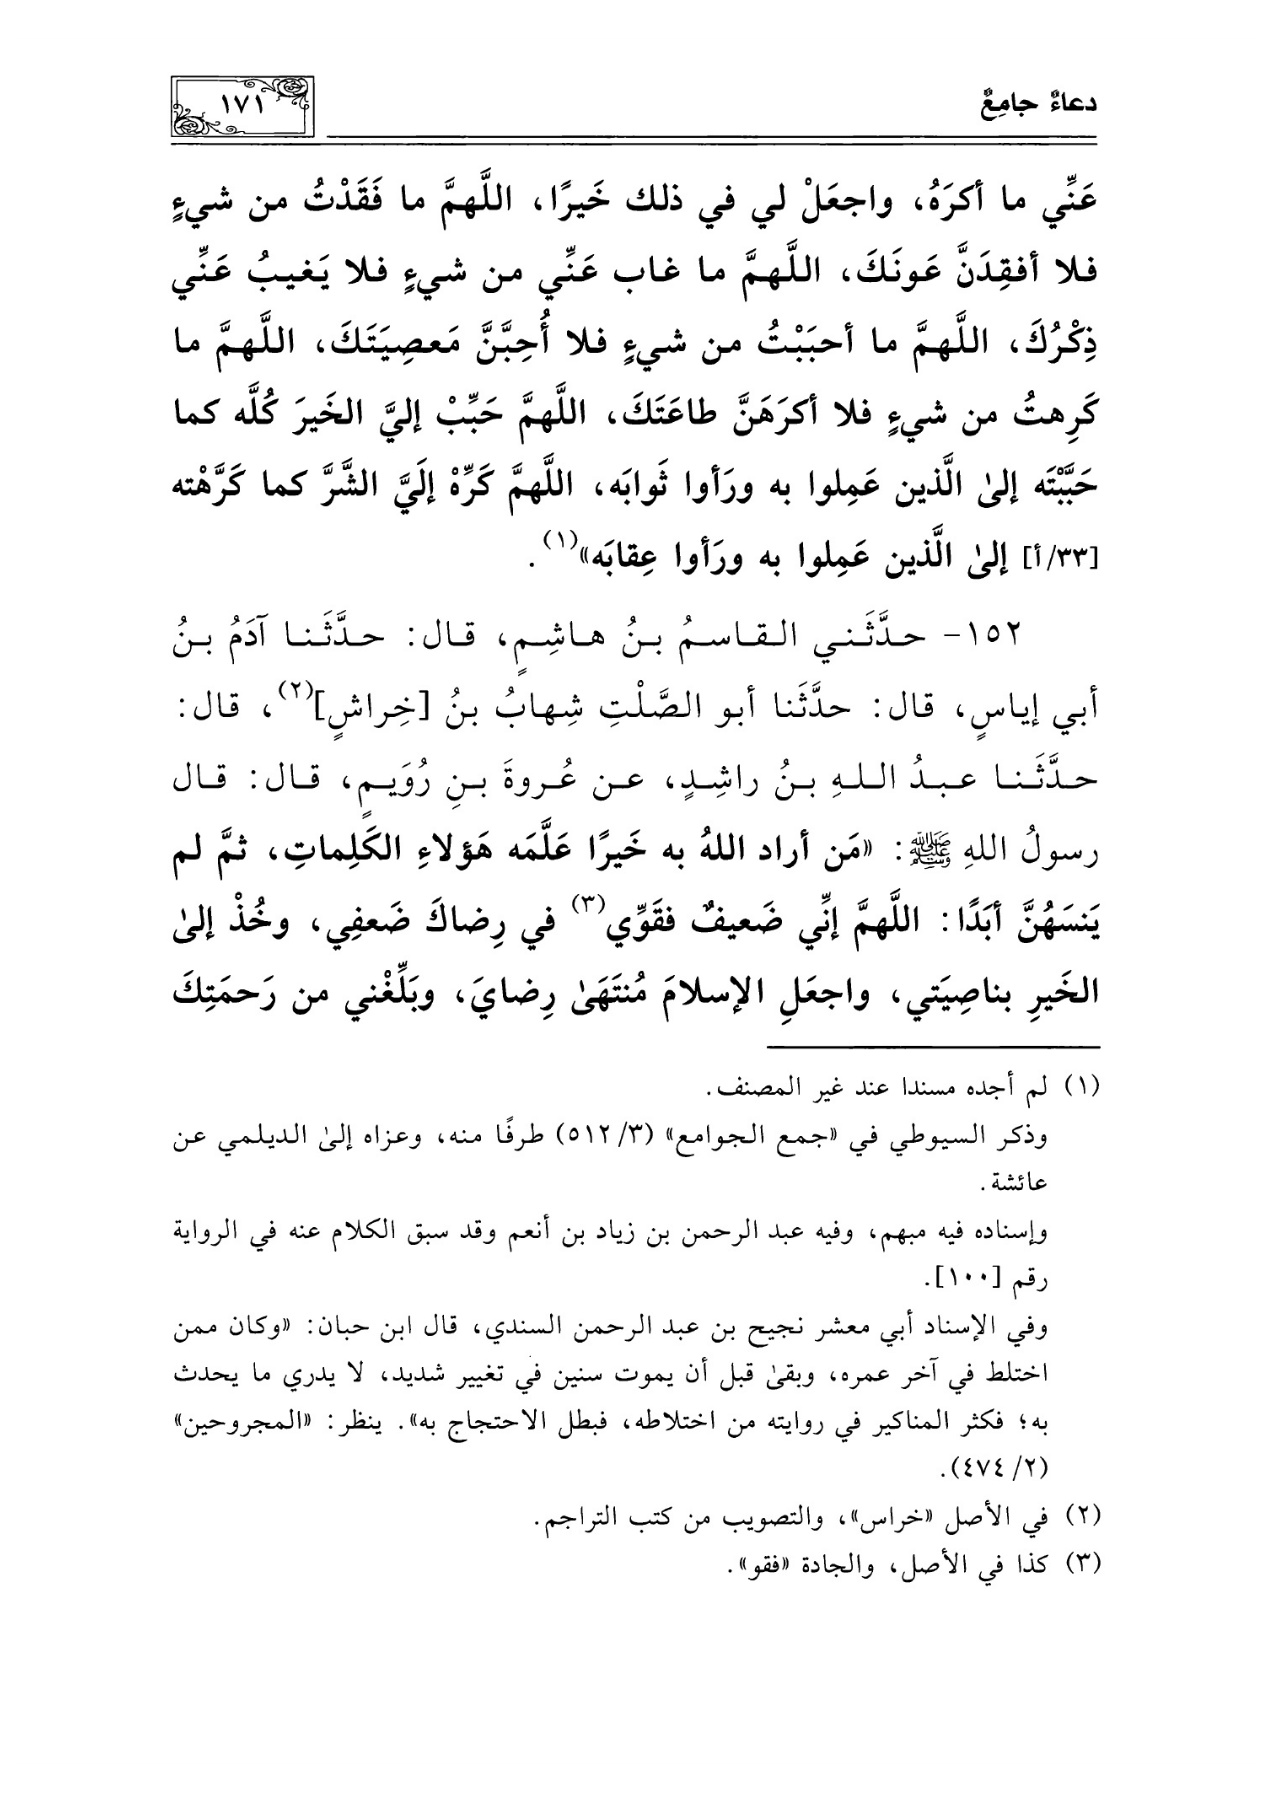 دعاءٌ جامِعٌ
١٧١
عَنِّي ما أكرَهُ، واجعَلْ لي في ذلك خَيرًا، اللَّهمَّ ما فَقَدْتُ من شيءٍ
فلا أفقِدَنَّ عَونَكَ، اللَّهمَّ ما غاب عَنِّي من شيءٍ فلا يَغيبُ عَنِّي
ذِكْرُكَ، اللَّهمَّ ما أحبَبْتُ من شيءٍ فلا أُحِبَّنَّ مَعصِيَتَكَ، اللَّهمَّ ما
كَرِهتُ من شيءٍ فلا أكرَهَنَّ طاعَتَكَ، اللَّهمَّ حَبِّبْ إليَّ الخَيرَ كُلَّه كما
حَبَّبْتَه إلىٰ الَّذين عَمِلوا به ورَأوا ثَوابَه، اللَّهمَّ كَرِّهْ إلَيَّ الشَّرَّ كما كَرَّهْته
[٣٣/أ] إلىٰ الَّذين عَمِلوا به ورَأوا عِقابَه»(١).
١٥٢- حدَّثَني القاسمُ بنُ هاشِمٍ، قال: حدَّثَنا آدَمُ بنُ
أبي إياسٍ، قال: حدَّثَنا أبو الصَّلْتِ شِهابُ بنُ [خِراشٍ](٢)، قال:
حدَّثَنا عبدُ اللهِ بنُ راشِدٍ، عن عُروةَ بنِ رُوَيمٍ، قال: قال
رسولُ اللهِ ﷺ: «مَن أراد اللهُ به خَيرًا عَلَّمَه هَؤلاءِ الكَلِماتِ، ثمَّ لم
يَنسَهُنَّ أبَدًا: اللَّهمَّ إنِّي ضَعيفٌ فقَوِّي(٣) في رِضاكَ ضَعفِي، وخُذْ إلىٰ
الخَيرِ بناصِيَتي، واجعَلِ الإسلامَ مُنتَهَىٰ رِضايَ، وبَلِّغْني من رَحمَتِكَ
(١) لم أجده مسندا عند غير المصنف.
وذكر السيوطي في «جمع الجوامع» (٣/ ٥١٢) طرفًا منه، وعزاه إلىٰ الديلمي عن
عائشة.
وإسناده فيه مبهم، وفيه عبد الرحمن بن زياد بن أنعم وقد سبق الكلام عنه في الرواية
رقم [١٠٠].
وفي الإسناد أبي معشر نجيح بن عبد الرحمن السندي، قال ابن حبان: «وكان ممن
اختلط في آخر عمره، وبقىٰ قبل أن يموت سنين في تغيير شديد، لا يدري ما يحدث
به؛ فكثر المناكير في روايته من اختلاطه، فبطل الاحتجاج به». ينظر: «المجروحين»
(٢/ ٤٧٤).
(٢) في الأصل «خراس»، والتصويب من كتب التراجم.
(٣) كذا في الأصل، والجادة «فقو».